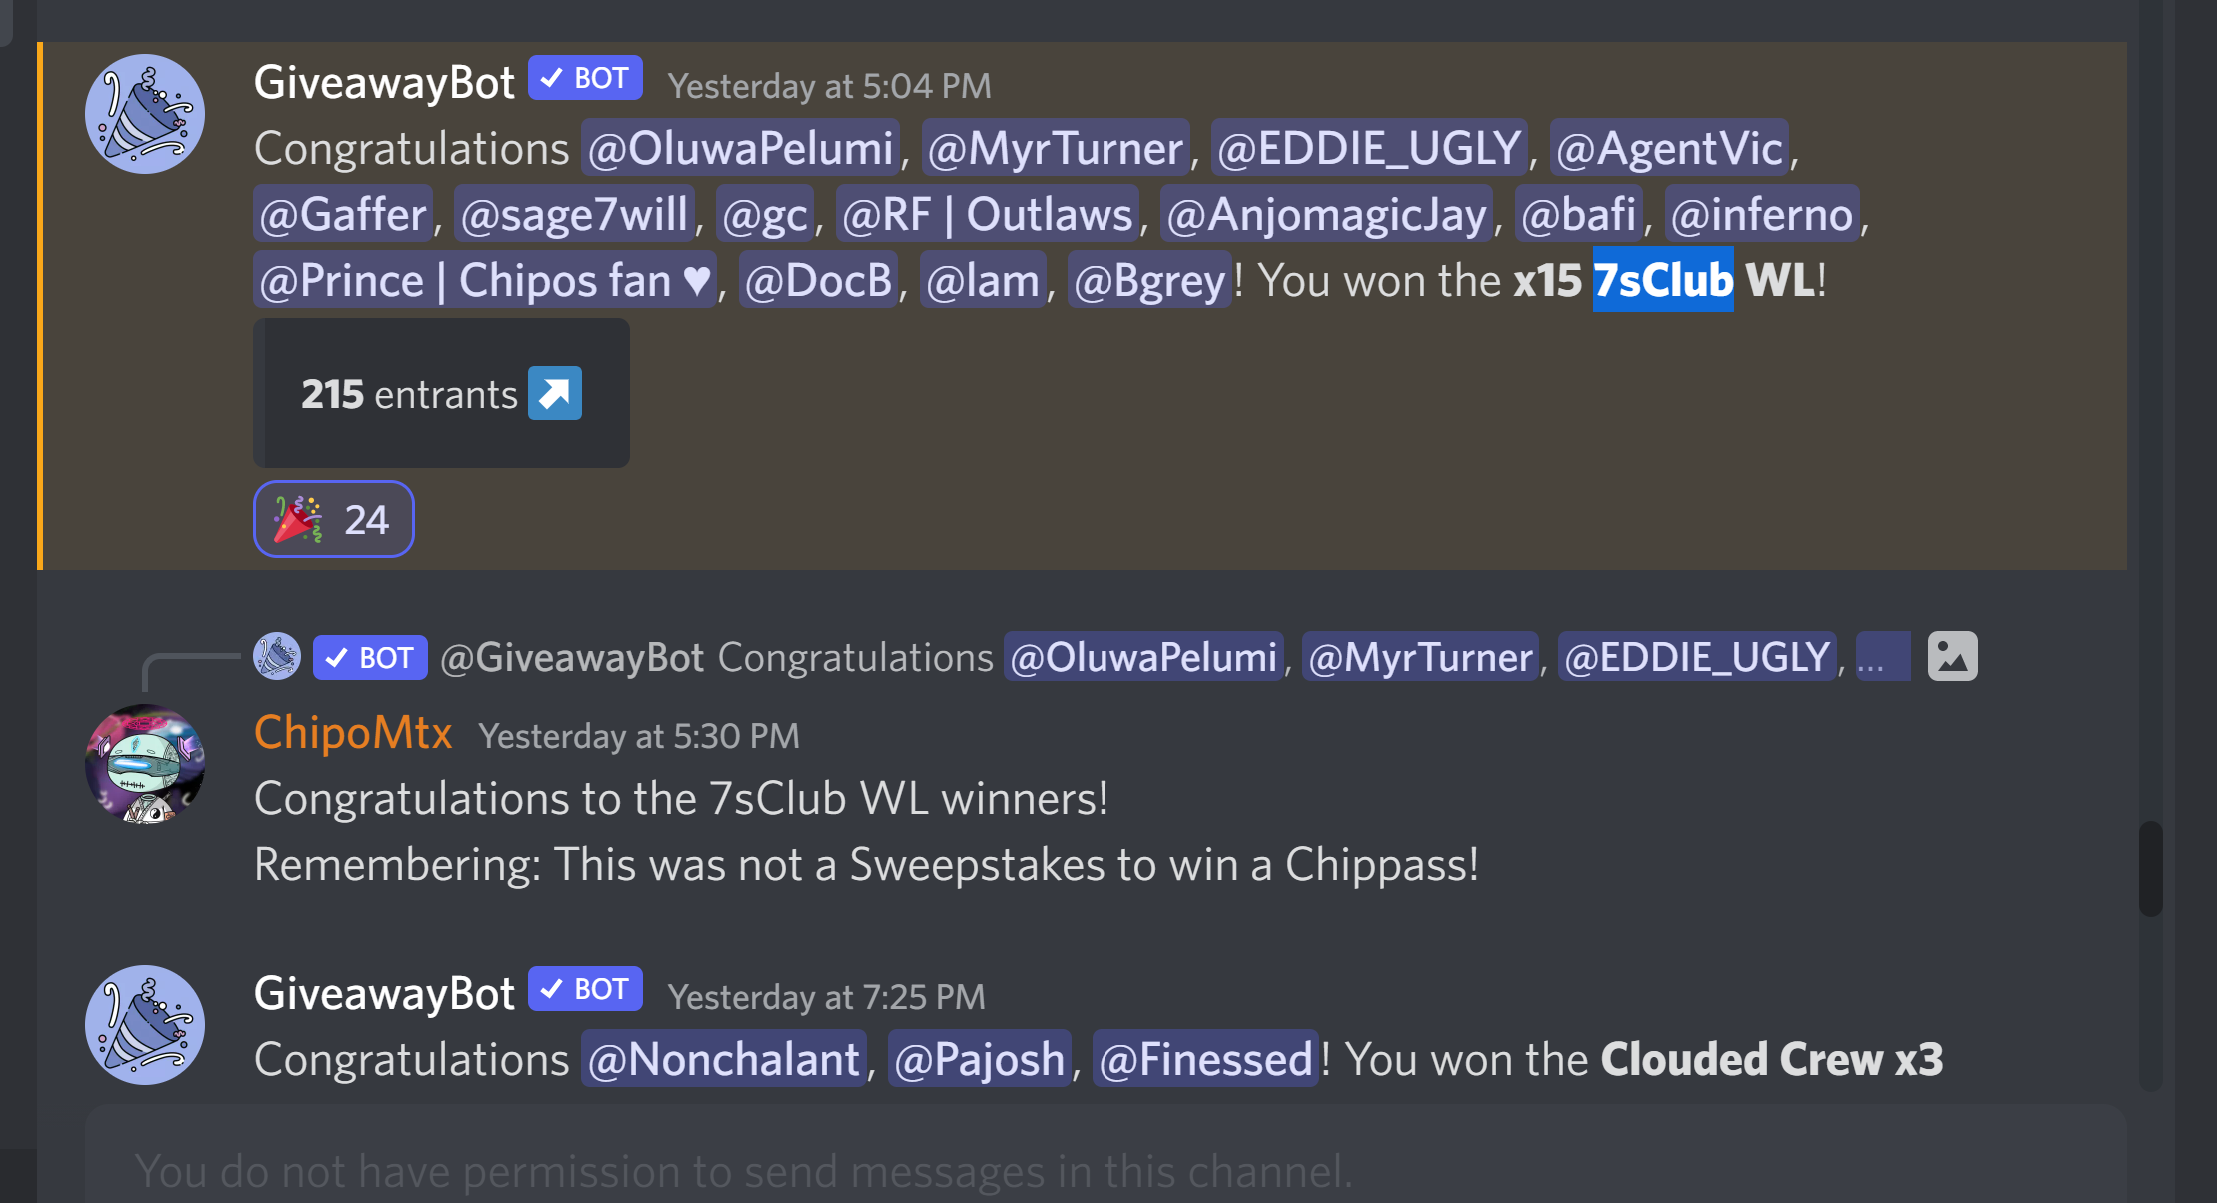 GiveawayBot ✓ BOT Yesterday at 5:04 PM
Congratulations @OluwaPelumi, @MyrTurner, @EDDIE_UGLY, @AgentVic,
@Gaffer, @sage7will, @gc, @RF | Outlaws, @AnjomagicJay, @bafi, @inferno,
@Prince | Chipos fan ♥, @DocB, @lam, @Bgrey! You won the x15 7sClub WL!
215 entrants ↗
🎉 24
✓ BOT @GiveawayBot Congratulations @OluwaPelumi, @MyrTurner, @EDDIE_UGLY, ...
ChipoMtx Yesterday at 5:30 PM
Congratulations to the 7sClub WL winners!
Remembering: This was not a Sweepstakes to win a Chippass!
GiveawayBot ✓ BOT Yesterday at 7:25 PM
Congratulations @Nonchalant, @Pajosh, @Finessed! You won the Clouded Crew x3
You do not have permission to send messages in this channel.